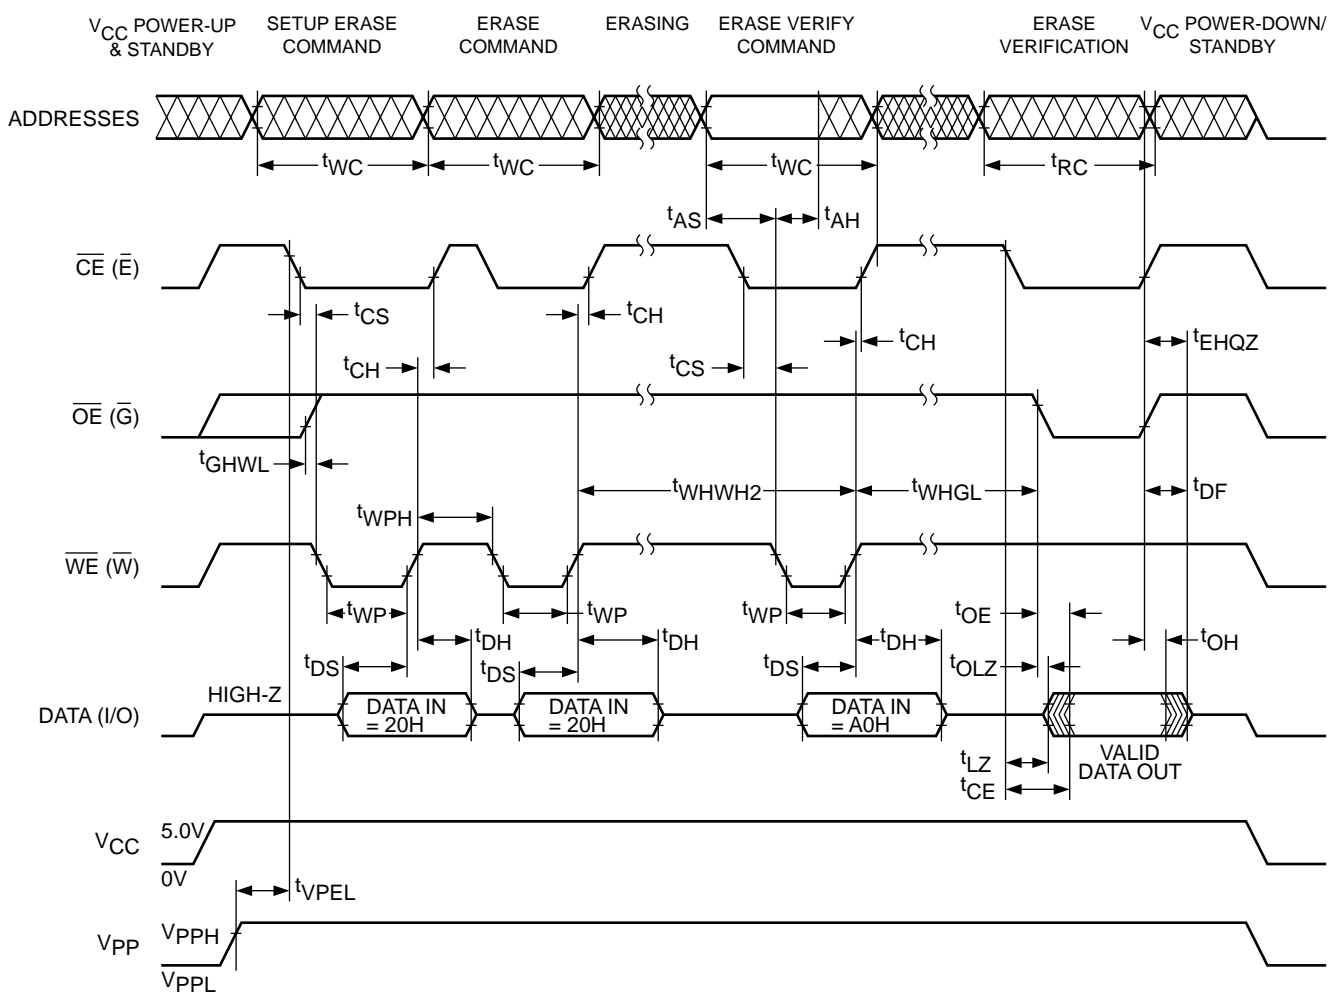 VCC POWER-UP & STANDBY
SETUP ERASE COMMAND
ERASE COMMAND
ERASING
ERASE VERIFY COMMAND
ERASE VERIFICATION
VCC POWER-DOWN/ STANDBY
ADDRESSES
tWC
tWC
tWC
tRC
tAS
tAH
CE (E)
tCS
tCH
tCH
tCS
tCH
tEHQZ
OE (G)
tGHWL
tWHWH2
tWHGL
tDF
tWPH
WE (W)
tWP
tWP
tWP
tOE
tDH
tDH
tDH
tOH
tDS
tDS
tDS
tOLZ
DATA (I/O)
HIGH-Z
DATA IN = 20H
DATA IN = 20H
DATA IN = A0H
VALID DATA OUT
tLZ
tCE
VCC
5.0V
0V
tVPEL
VPP
VPPH
VPPL